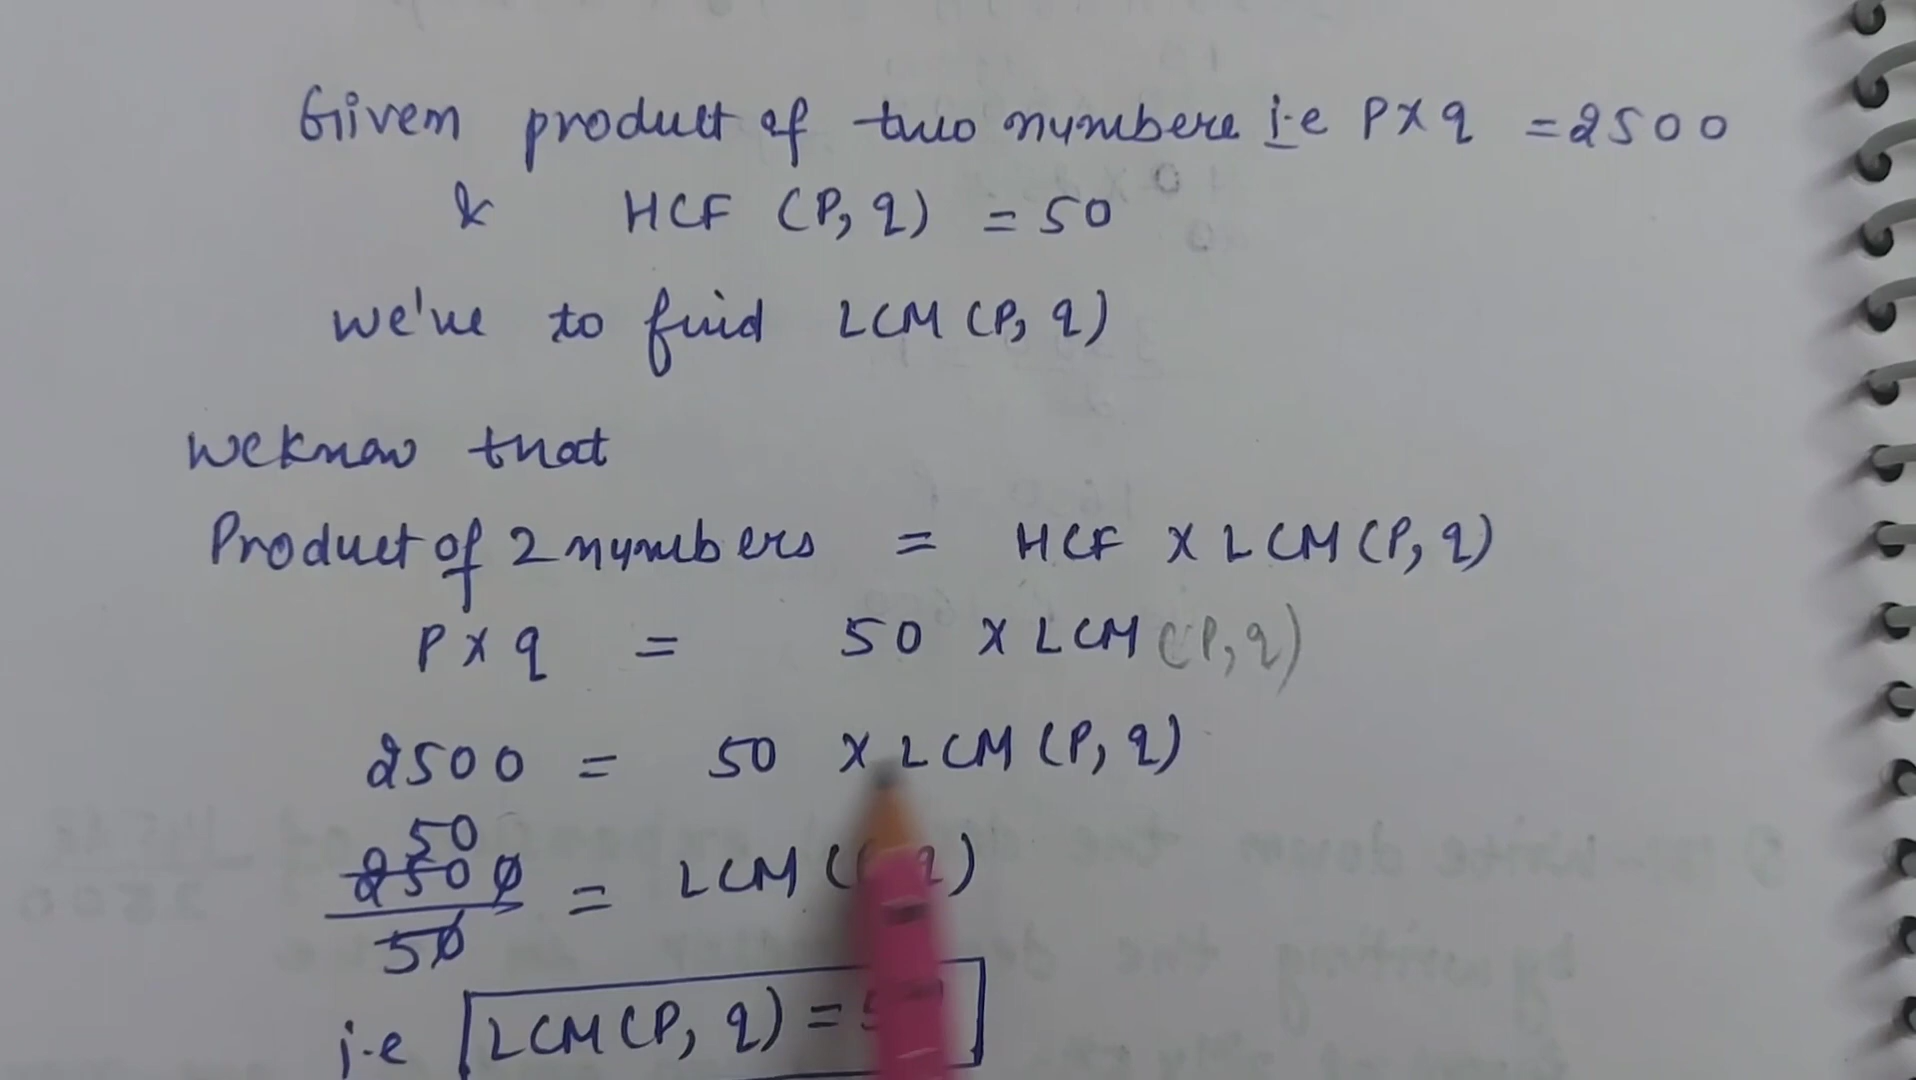 Given product of two numbers i.e P x q = 2500
& HCF (P, q) = 50
we've to find LCM (P, q)
We know that
Product of 2 numbers = HCF x LCM (P, q)
P x q = 50 x LCM (P, q)
2500 = 50 x LCM (P, q)
50
2500 = LCM ( q)
50
i.e LCM (P, q) =